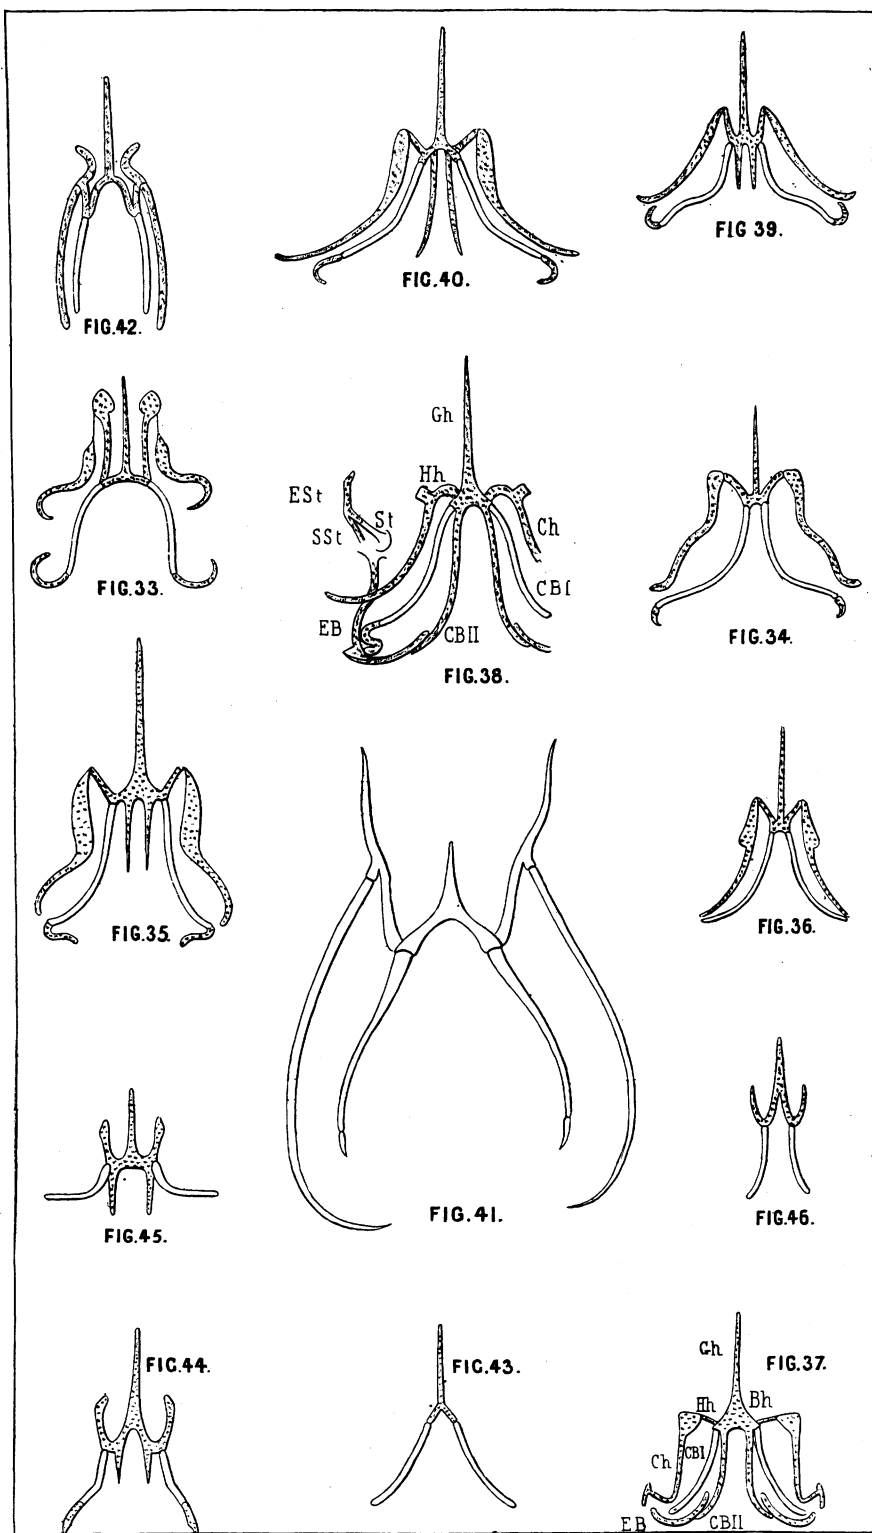 FIG.42.
FIG.40.
FIG 39.
FIG.33.
Gh
Hh
ESt
St
SSt
Ch
CBI
EB
CBII
FIG.38.
FIG.34.
FIG.35.
FIG.36.
FIG.41.
FIG.45.
FIG.46.
FIG.44.
FIG.43.
Gh
FIG.37.
Hh
Bh
Ch
CBI
EB
CBII